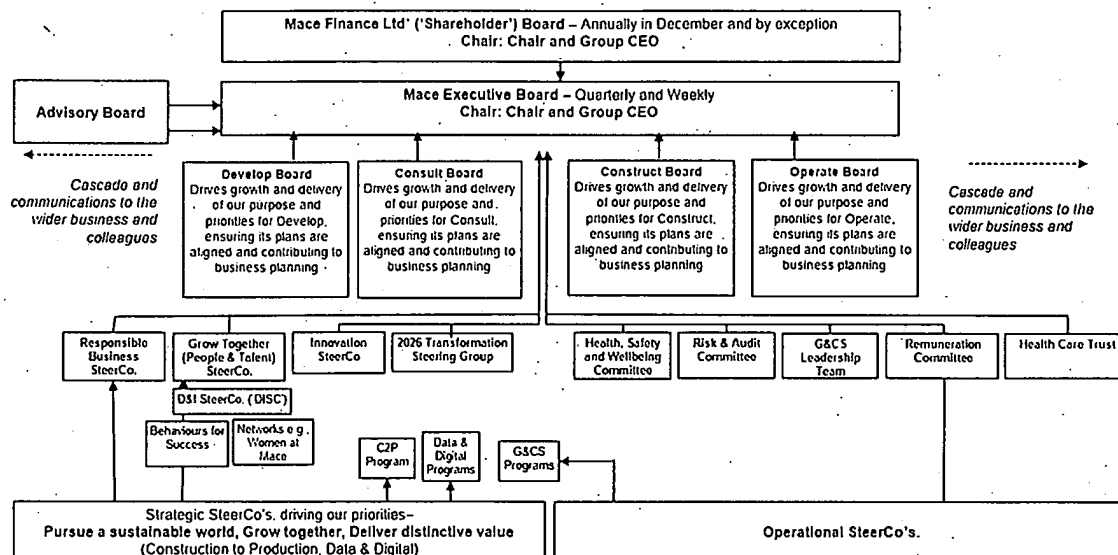 Mace Finance Ltd' ('Shareholder') Board – Annually in December and by exception
Chair: Chair and Group CEO
Advisory Board
Mace Executive Board – Quarterly and Weekly
Chair: Chair and Group CEO
Cascade and
communications to the
wider business and
colleagues
Develop Board
Drives growth and delivery
of our purpose and
priorities for Develop,
ensuring its plans are
aligned and contributing to
business planning
Consult Board
Drives growth and delivery
of our purpose and
priorities for Consult,
ensuring its plans are
aligned and contributing to
business planning
Construct Board
Drives growth and delivery
of our purpose and
priorities for Construct,
ensuring its plans are
aligned and contributing to
business planning
Operate Board
Drives growth and delivery
of our purpose and
priorities for Operate,
ensuring its plans are
aligned and contributing to
business planning
Cascade and
communications to the
wider business and
colleagues
Responsible
Business
SteerCo.
Grow Together
(People & Talent)
SteerCo.
Innovation
SteerCo
2026 Transformation
Steering Group
Health, Safety
and Wellbeing
Committee
Risk & Audit
Committee
G&CS
Leadership
Team
Remuneration
Committee
Health Care Trust
D&I SteerCo. ('DISC')
Behaviours for
Success
Networks e.g.,
Women at
Mace
C2P
Program
Data &
Digital
Programs
G&CS
Programs
Strategic SteerCo's. driving our priorities–
Pursue a sustainable world, Grow together, Deliver distinctive value
(Construction to Production, Data & Digital)
Operational SteerCo's.